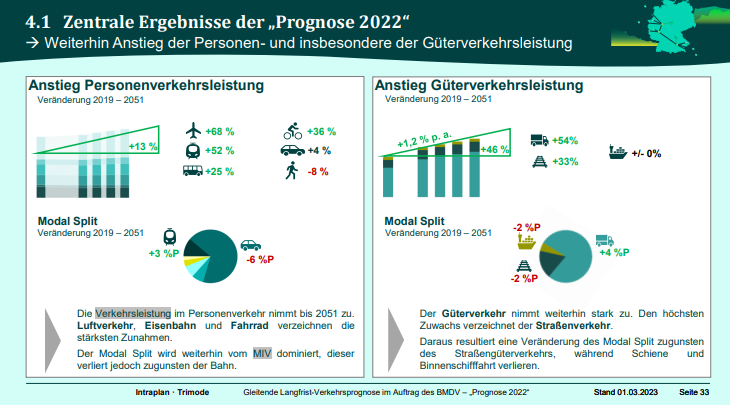 4.1 Zentrale Ergebnisse der „Prognose 2022“
→ Weiterhin Anstieg der Personen- und insbesondere der Güterverkehrsleistung
Anstieg Personenverkehrsleistung
Veränderung 2019 – 2051
+13 %
+68 %
+36 %
+52 %
+4 %
+25 %
-8 %
Modal Split
Veränderung 2019 – 2051
+3 %P
-6 %P
Die Verkehrsleistung im Personenverkehr nimmt bis 2051 zu.
Luftverkehr, Eisenbahn und Fahrrad verzeichnen die
stärksten Zunahmen.
Der Modal Split wird weiterhin vom MIV dominiert, dieser
verliert jedoch zugunsten der Bahn.
Anstieg Güterverkehrsleistung
Veränderung 2019 – 2051
+1,2 % p. a.
+46 %
+54%
+33%
+/- 0%
Modal Split
Veränderung 2019 – 2051
-2 %P
+4 %P
-2 %P
Der Güterverkehr nimmt weiterhin stark zu. Den höchsten
Zuwachs verzeichnet der Straßenverkehr.
Daraus resultiert eine Veränderung des Modal Split zugunsten
des Straßengüterverkehrs, während Schiene und
Binnenschifffahrt verlieren.
Intraplan · Trimode
Gleitende Langfrist-Verkehrsprognose im Auftrag des BMDV – „Prognose 2022“
Stand 01.03.2023
Seite 33